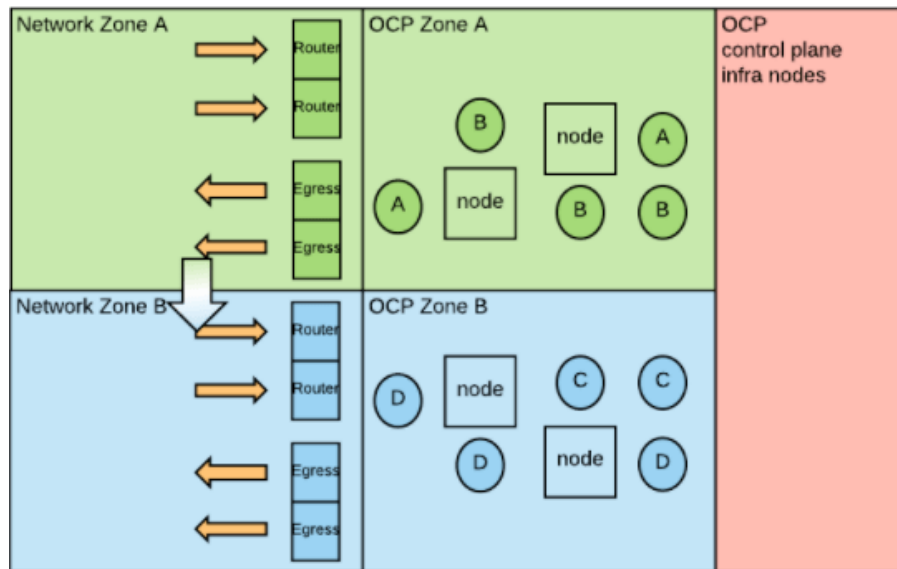 Network Zone A
OCP Zone A
OCP
control plane
infra nodes
Router
Router
Egress
Egress
B
node
A
A
node
B
B
Network Zone B
OCP Zone B
Router
Router
Egress
Egress
D
node
C
C
D
node
D